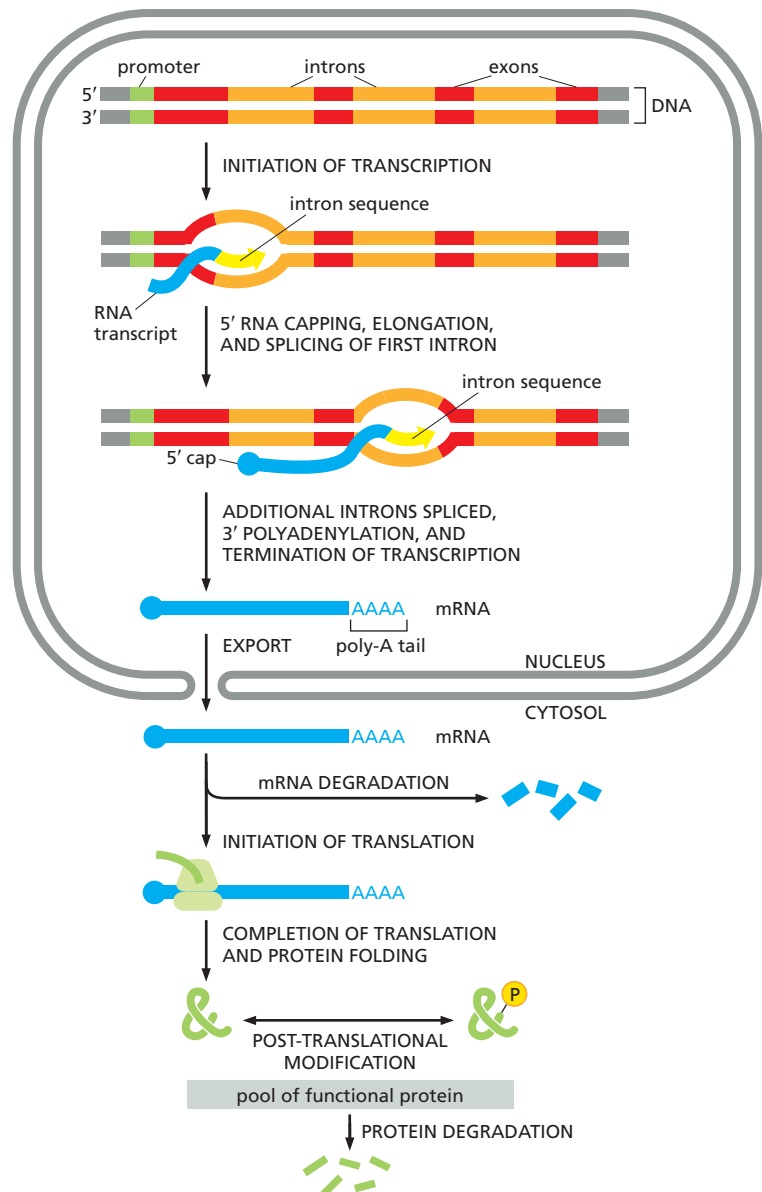 promoter introns exons
5′
3′
DNA
INITIATION OF TRANSCRIPTION
intron sequence
RNA
transcript
5′ RNA CAPPING, ELONGATION,
AND SPLICING OF FIRST INTRON
intron sequence
5′ cap
ADDITIONAL INTRONS SPLICED,
3′ POLYADENYLATION, AND
TERMINATION OF TRANSCRIPTION
AAAA mRNA
EXPORT poly-A tail
NUCLEUS
CYTOSOL
AAAA mRNA
mRNA DEGRADATION
INITIATION OF TRANSLATION
AAAA
COMPLETION OF TRANSLATION
AND PROTEIN FOLDING
P
POST-TRANSLATIONAL
MODIFICATION
pool of functional protein
PROTEIN DEGRADATION